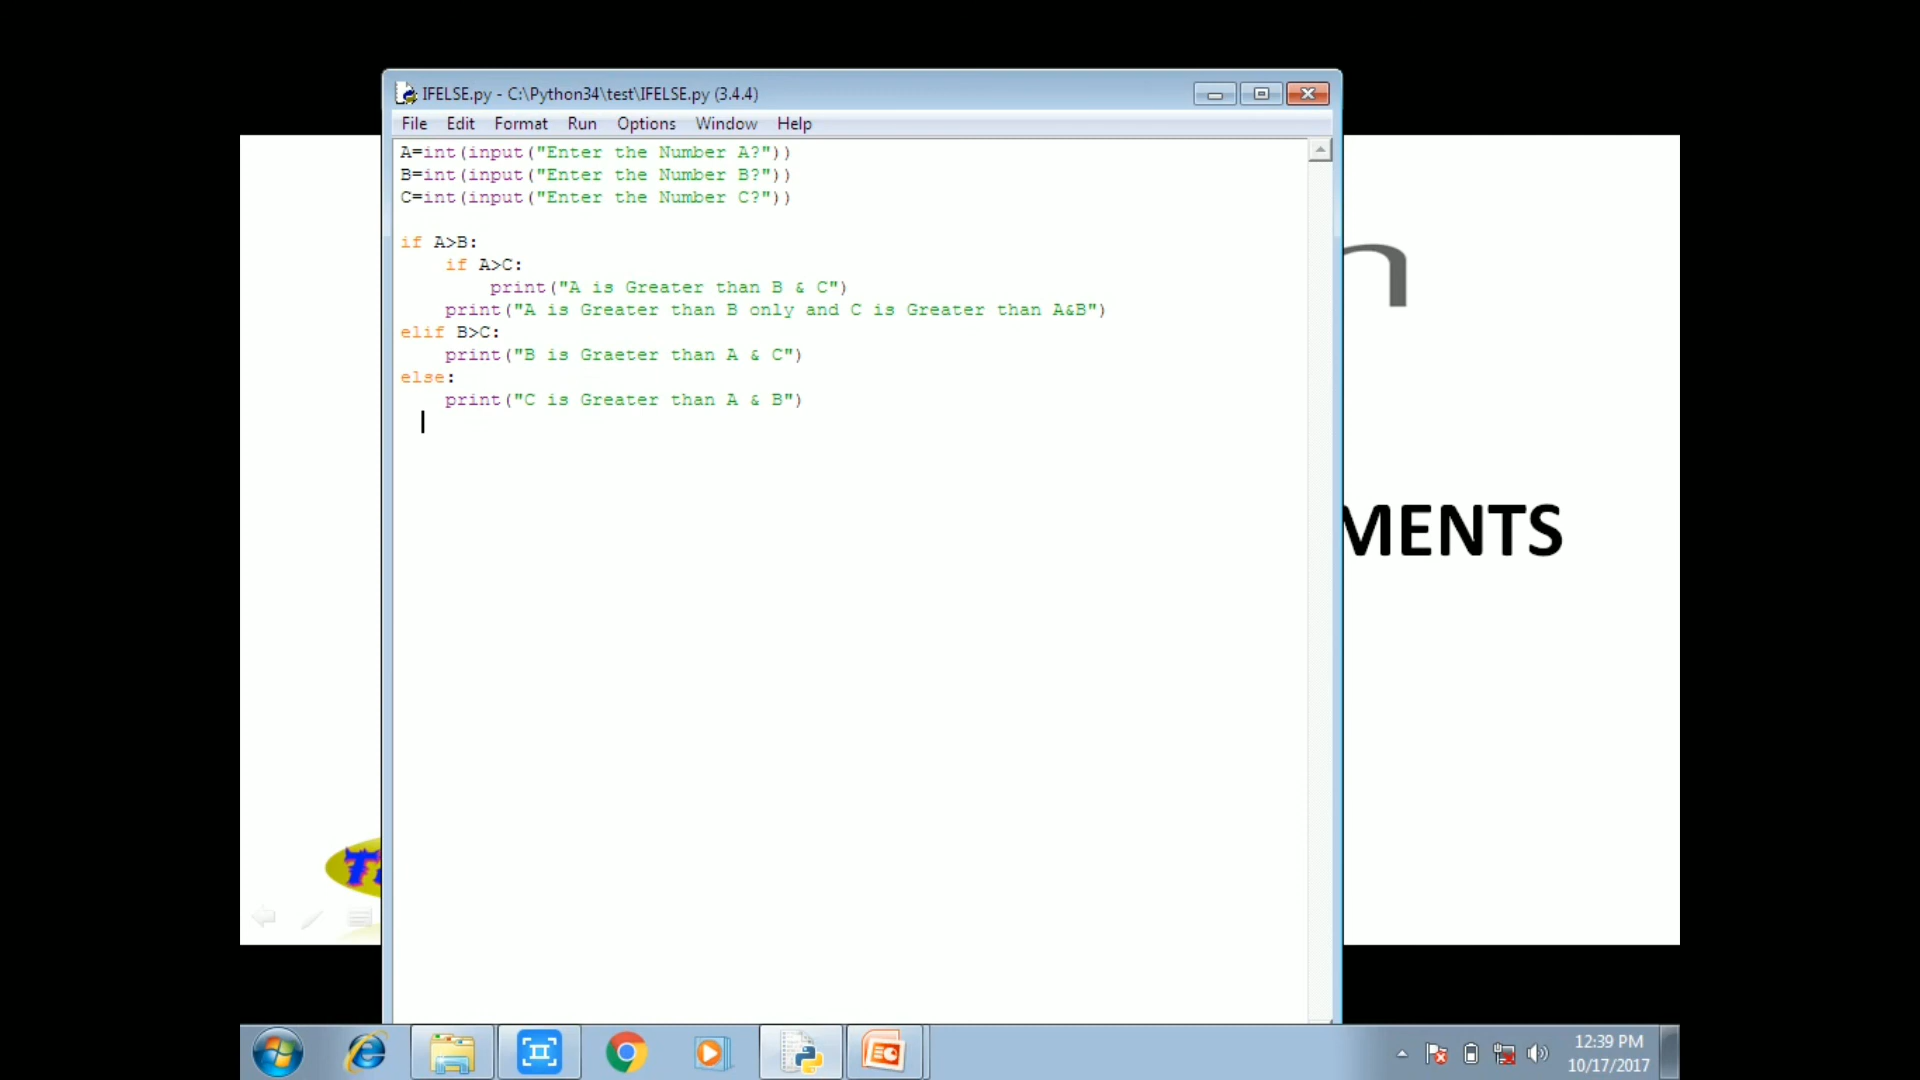 IFELSE.py - C:\Python34\test\IFELSE.py (3.4.4)
File Edit Format Run Options Window Help
A=int(input("Enter the Number A?"))
B=int(input("Enter the Number B?"))
C=int(input("Enter the Number C?"))
if A>B:
    if A>C:
        print("A is Greater than B & C")
    print("A is Greater than B only and C is Greater than A&B")
elif B>C:
    print("B is Graeter than A & C")
else:
    print("C is Greater than A & B")
n
MENTS
12:39 PM
10/17/2017